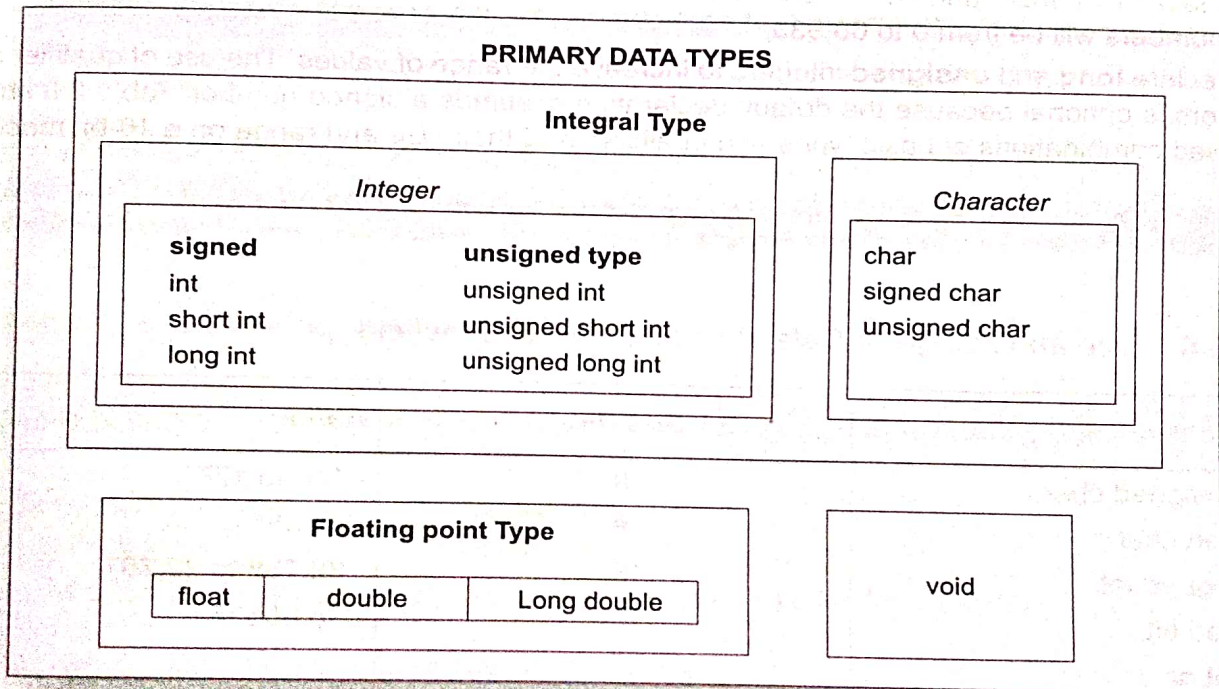 PRIMARY DATA TYPES
Integral Type
Integer
signed unsigned type
int unsigned int
short int unsigned short int
long int unsigned long int
Character
char
signed char
unsigned char
Floating point Type
float double Long double
void